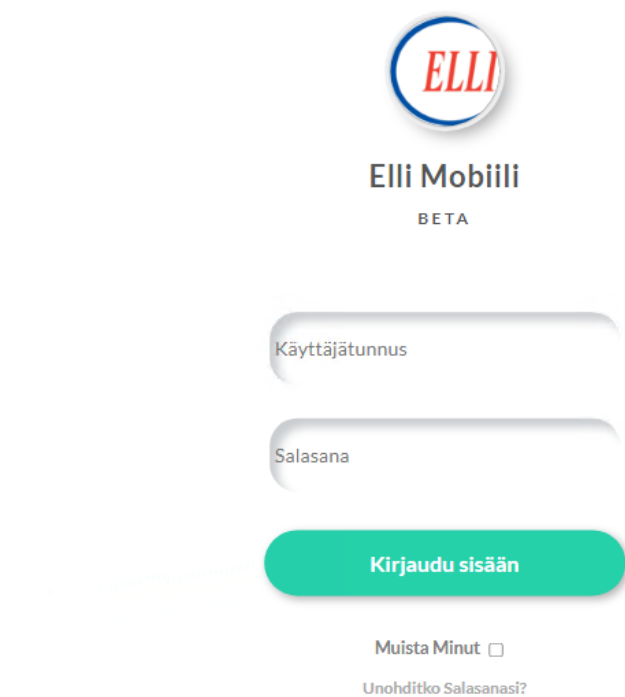 ELLI
Elli Mobiili
BETA
Käyttäjätunnus
Salasana
Kirjaudu sisään
Muista Minut
Unohditko Salasanasi?